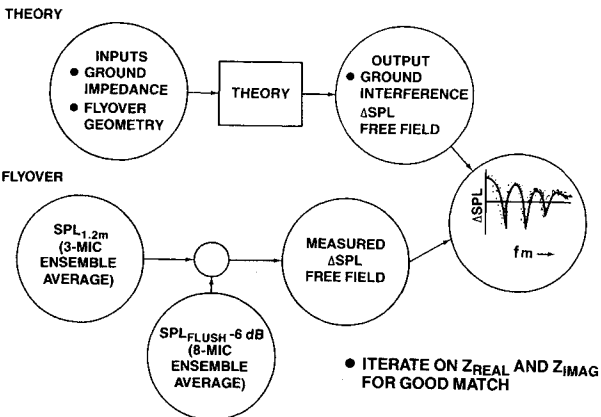 THEORY
INPUTS
● GROUND
IMPEDANCE
● FLYOVER
GEOMETRY
THEORY
OUTPUT
● GROUND
INTERFERENCE
ΔSPL
FREE FIELD
FLYOVER
SPL1.2m
(3-MIC
ENSEMBLE
AVERAGE)
SPLFLUSH -6 dB
(8-MIC
ENSEMBLE
AVERAGE)
MEASURED
ΔSPL
FREE FIELD
ΔSPL
fm →
● ITERATE ON ZREAL AND ZIMAG
FOR GOOD MATCH